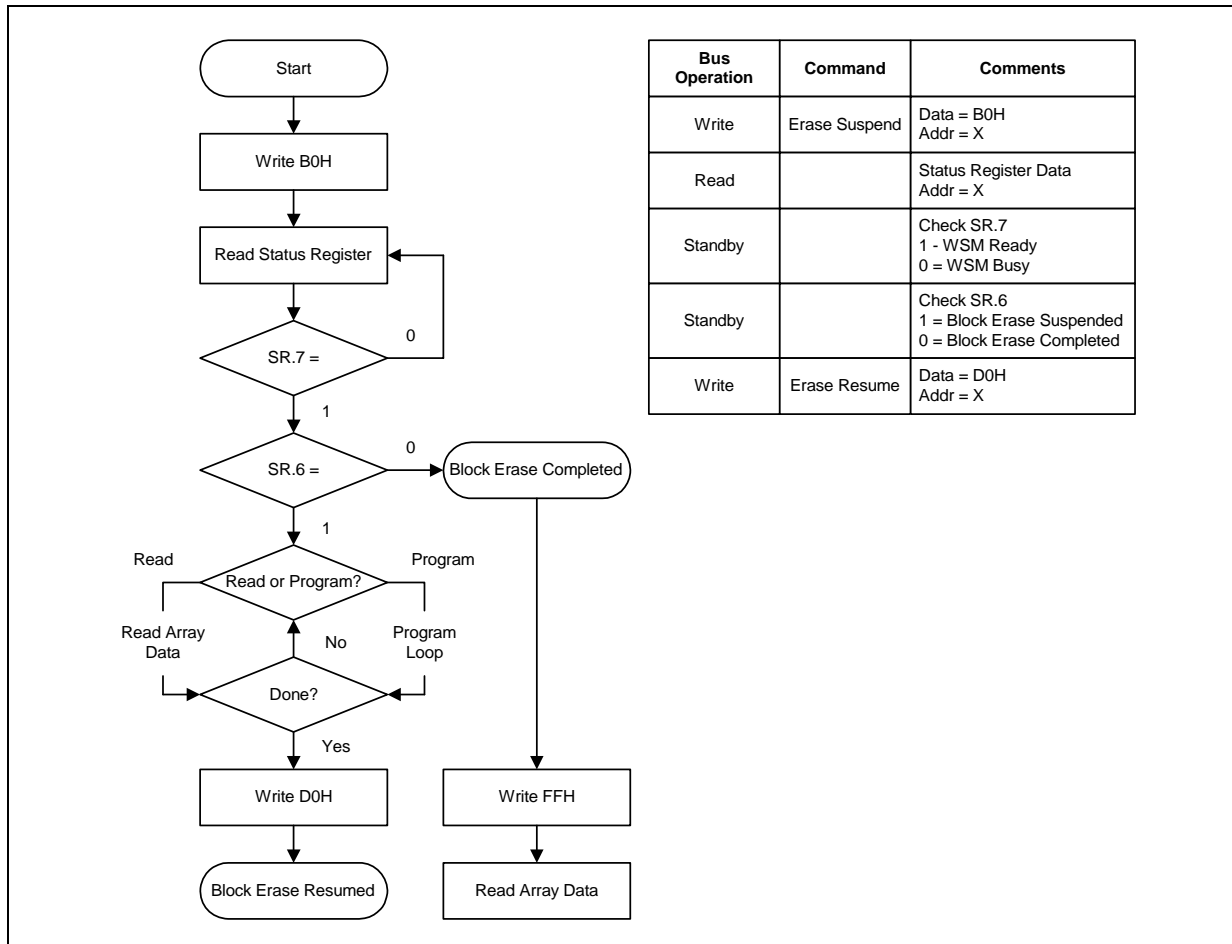 Start
Write B0H
Read Status Register
SR.7 =
0
1
SR.6 =
0
Block Erase Completed
1
Read
Program
Read or Program?
Read Array
Data
No
Program
Loop
Done?
Yes
Write D0H
Write FFH
Block Erase Resumed
Read Array Data
Bus
Operation
Command
Comments
Write
Erase Suspend
Data = B0H
Addr = X
Read
Status Register Data
Addr = X
Standby
Check SR.7
1 - WSM Ready
0 = WSM Busy
Standby
Check SR.6
1 = Block Erase Suspended
0 = Block Erase Completed
Write
Erase Resume
Data = D0H
Addr = X